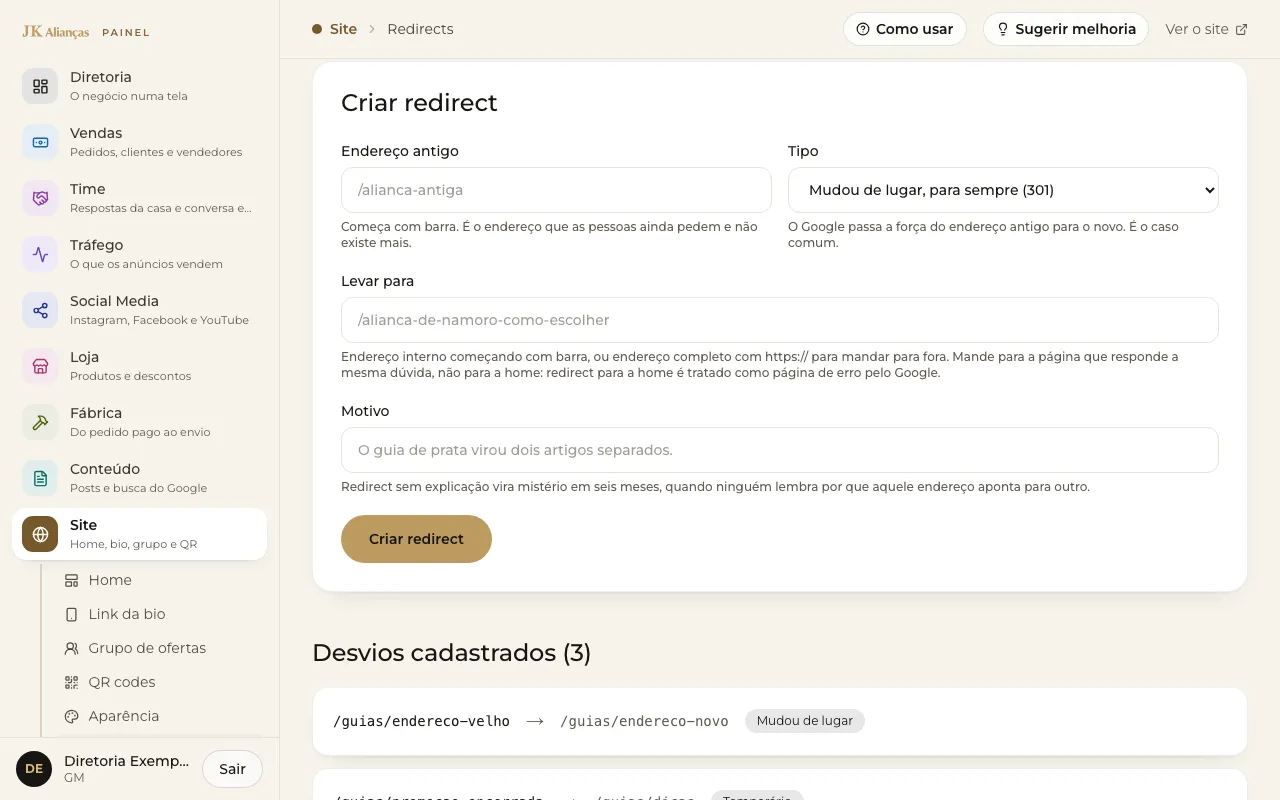 JK Alianças PAINEL
Diretoria
O negócio numa tela
Vendas
Pedidos, clientes e vendedores
Time
Respostas da casa e conversa e...
Tráfego
O que os anúncios vendem
Social Media
Instagram, Facebook e YouTube
Loja
Produtos e descontos
Fábrica
Do pedido pago ao envio
Conteúdo
Posts e busca do Google
Site
Home, bio, grupo e QR
Home
Link da bio
Grupo de ofertas
QR codes
Aparência
DE
Diretoria Exemp...
GM
Sair
Site
Redirects
Como usar
Sugerir melhoria
Ver o site
Criar redirect
Endereço antigo
/alianca-antiga
Começa com barra. É o endereço que as pessoas ainda pedem e não
existe mais.
Tipo
Mudou de lugar, para sempre (301)
O Google passa a força do endereço antigo para o novo. É o caso
comum.
Levar para
/alianca-de-namoro-como-escolher
Endereço interno começando com barra, ou endereço completo com https:// para mandar para fora. Mande para a página que responde a
mesma dúvida, não para a home: redirect para a home é tratado como página de erro pelo Google.
Motivo
O guia de prata virou dois artigos separados.
Redirect sem explicação vira mistério em seis meses, quando ninguém lembra por que aquele endereço aponta para outro.
Criar redirect
Desvios cadastrados (3)
/guias/endereco-velho → /guias/endereco-novo Mudou de lugar
/guias/promocao-encerrada → /guias/dicas Temporário